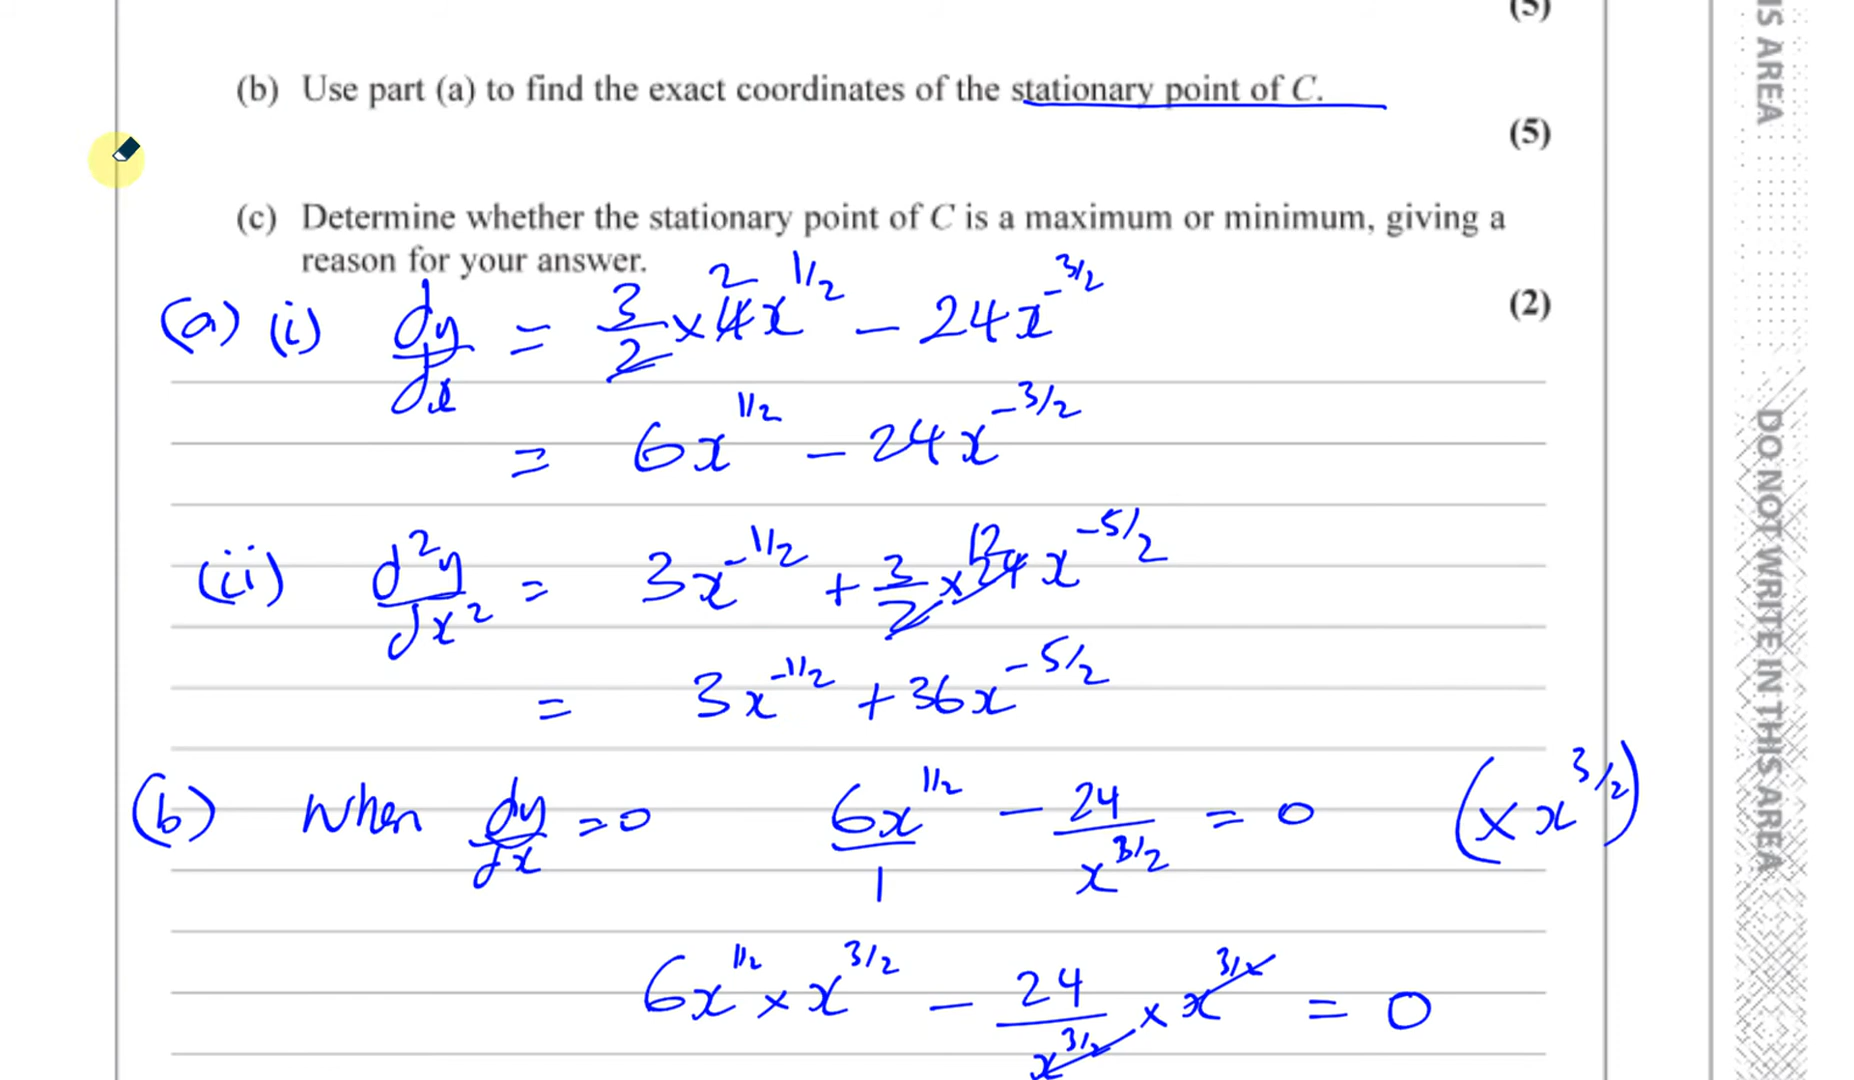 (5)
(b) Use part (a) to find the exact coordinates of the stationary point of C.
(5)
(c) Determine whether the stationary point of C is a maximum or minimum, giving a
reason for your answer.
(2)
(a) (i) dy/dx = 3/2 × 4 2 x^1/2 − 24x^−3/2
= 6x^1/2 − 24x^−3/2
(ii) d²y/dx² = 3x^−1/2 + 3/2 × 24 12 x^−5/2
= 3x^−1/2 + 36x^−5/2
(b) When dy/dx = 0 6x^1/2/1 − 24/x^3/2 = 0 (× x^3/2)
6x^1/2 × x^3/2 − 24/x^3/2 × x^3/2 = 0
IS AREA
DO NOT WRITE IN THIS AREA